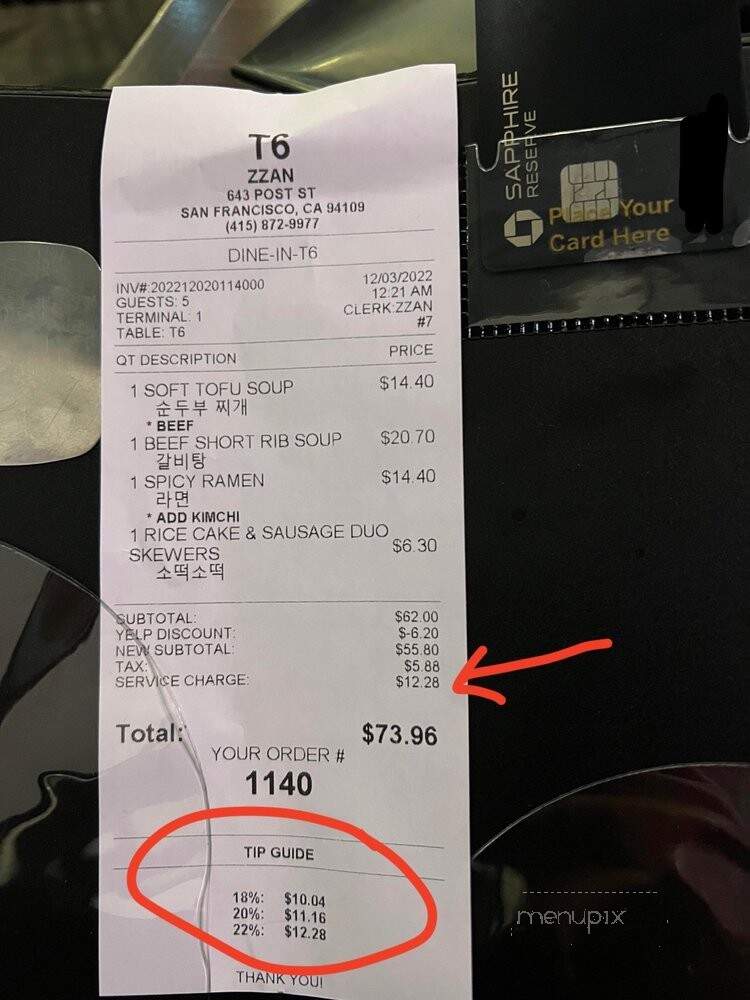 SAPPHIRE
RESERVE
Place Your
Card Here
T6
ZZAN
643 POST ST
SAN FRANCISCO, CA 94109
(415) 872-9977
DINE-IN-T6
INV#:202212020114000 12/03/2022
GUESTS: 5 12:21 AM
TERMINAL: 1 CLERK:ZZAN
TABLE: T6 #7
QT DESCRIPTION PRICE
1 SOFT TOFU SOUP $14.40
순두부 찌개
* BEEF
1 BEEF SHORT RIB SOUP $20.70
갈비탕
1 SPICY RAMEN $14.40
라면
* ADD KIMCHI
1 RICE CAKE & SAUSAGE DUO
SKEWERS $6.30
소떡소떡
SUBTOTAL: $62.00
YELP DISCOUNT: $-6.20
NEW SUBTOTAL: $55.80
TAX: $5.88
SERVICE CHARGE: $12.28
Total: $73.96
YOUR ORDER #
1140
TIP GUIDE
18%: $10.04
20%: $11.16
22%: $12.28
THANK YOU!
menupix